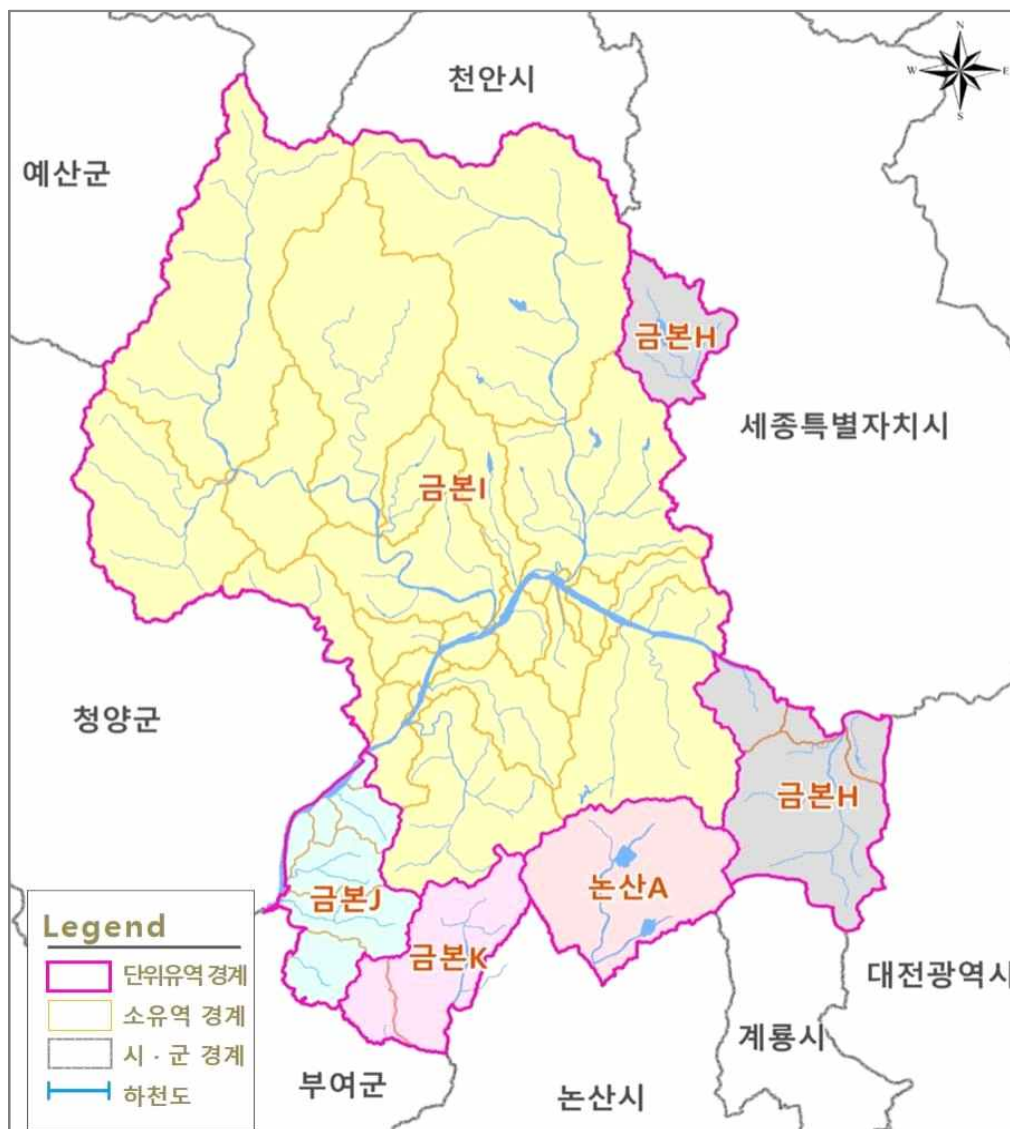 N
W
E
S
천안시
예산군
금본H
세종특별자치시
금본I
청양군
금본H
논산A
금본J
금본K
대전광역시
계룡시
부여군
논산시
Legend
단위유역 경계
소유역 경계
시 · 군 경계
하천도